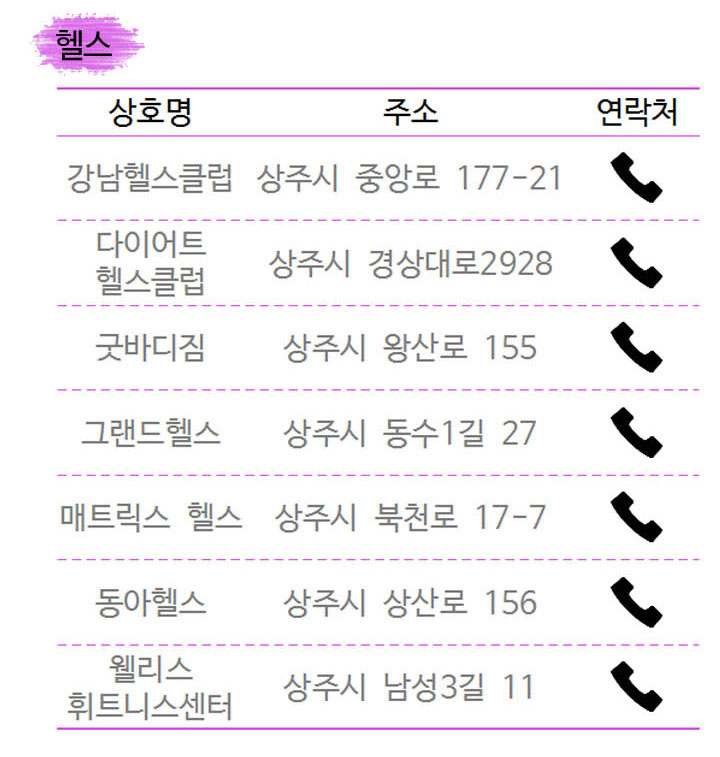 헬스
상호명 주소 연락처
강남헬스클럽 상주시 중앙로 177-21
다이어트
헬스클럽 상주시 경상대로2928
굿바디짐 상주시 왕산로 155
그랜드헬스 상주시 동수1길 27
매트릭스 헬스 상주시 북천로 17-7
동아헬스 상주시 상산로 156
웰리스
휘트니스센터 상주시 남성3길 11